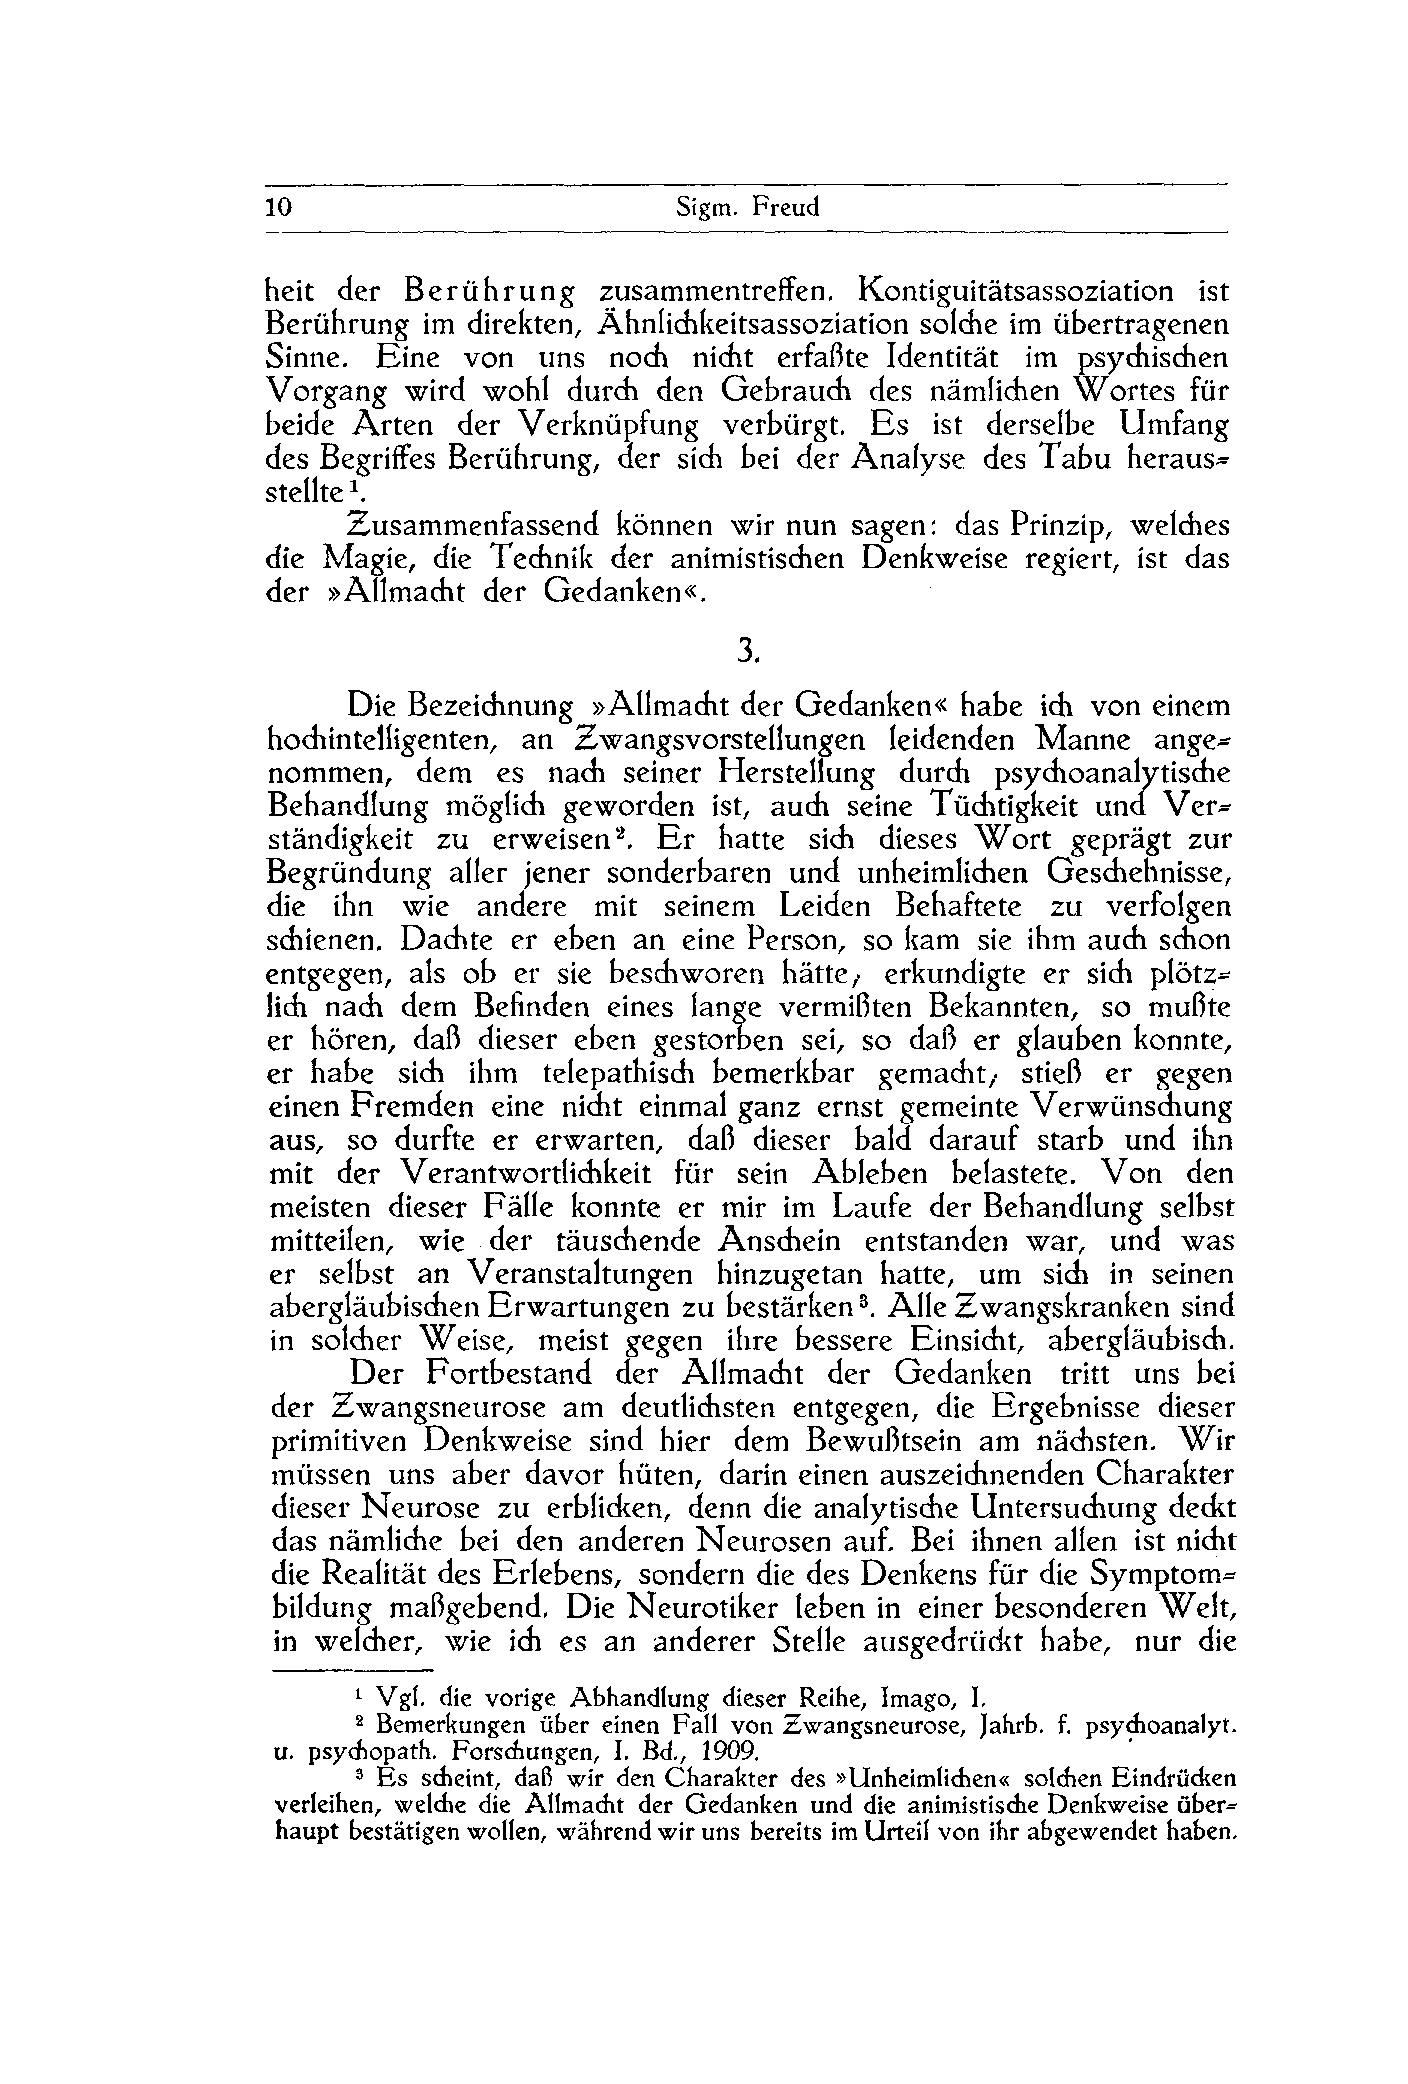 10 Sigm. Freud
heit der Berührung zusammentreffen. Kontiguitätsassoziation ist
Berührung im direkten, Ähnlichkeitsassoziation solche im übertragenen
Sinne. Eine von uns noch nicht erfaßte Identität im psychischen
Vorgang wird wohl durch den Gebrauch des nämlichen Wortes für
beide Arten der Verknüpfung verbürgt. Es ist derselbe Umfang
des Begriffes Berührung, der sich bei der Analyse des Tabu heraus-
stellte¹.
Zusammenfassend können wir nun sagen: das Prinzip, welches
die Magie, die Technik der animistischen Denkweise regiert, ist das
der »Allmacht der Gedanken«.
3.
Die Bezeichnung »Allmacht der Gedanken« habe ich von einem
hochintelligenten, an Zwangsvorstellungen leidenden Manne ange-
nommen, dem es nach seiner Herstellung durch psychoanalytische
Behandlung möglich geworden ist, auch seine Tüchtigkeit und Ver-
ständigkeit zu erweisen². Er hatte sich dieses Wort geprägt zur
Begründung aller jener sonderbaren und unheimlichen Geschehnisse,
die ihn wie andere mit seinem Leiden Behaftete zu verfolgen
schienen. Dachte er eben an eine Person, so kam sie ihm auch schon
entgegen, als ob er sie beschworen hätte; erkundigte er sich plötz-
lich nach dem Befinden eines lange vermißten Bekannten, so mußte
er hören, daß dieser eben gestorben sei, so daß er glauben konnte,
er habe sich ihm telepathisch bemerkbar gemacht; stieß er gegen
einen Fremden eine nicht einmal ganz ernst gemeinte Verwünschung
aus, so durfte er erwarten, daß dieser bald darauf starb und ihn
mit der Verantwortlichkeit für sein Ableben belastete. Von den
meisten dieser Fälle konnte er mir im Laufe der Behandlung selbst
mitteilen, wie der täuschende Anschein entstanden war, und was
er selbst an Veranstaltungen hinzugetan hatte, um sich in seinen
abergläubischen Erwartungen zu bestärken³. Alle Zwangskranken sind
in solcher Weise, meist gegen ihre bessere Einsicht, abergläubisch.
Der Fortbestand der Allmacht der Gedanken tritt uns bei
der Zwangsneurose am deutlichsten entgegen, die Ergebnisse dieser
primitiven Denkweise sind hier dem Bewußtsein am nächsten. Wir
müssen uns aber davor hüten, darin einen auszeichnenden Charakter
dieser Neurose zu erblicken, denn die analytische Untersuchung deckt
das nämliche bei den anderen Neurosen auf. Bei ihnen allen ist nicht
die Realität des Erlebens, sondern die des Denkens für die Symptom-
bildung maßgebend. Die Neurotiker leben in einer besonderen Welt,
in welcher, wie ich es an anderer Stelle ausgedrückt habe, nur die
¹ Vgl. die vorige Abhandlung dieser Reihe, Imago, I.
² Bemerkungen über einen Fall von Zwangsneurose, Jahrb. f. psychoanalyt.
u. psychopath. Forschungen, I. Bd., 1909.
³ Es scheint, daß wir den Charakter des »Unheimlichen« solchen Eindrücken
verleihen, welche die Allmacht der Gedanken und die animistische Denkweise über-
haupt bestätigen wollen, während wir uns bereits im Urteil von ihr abgewendet haben.